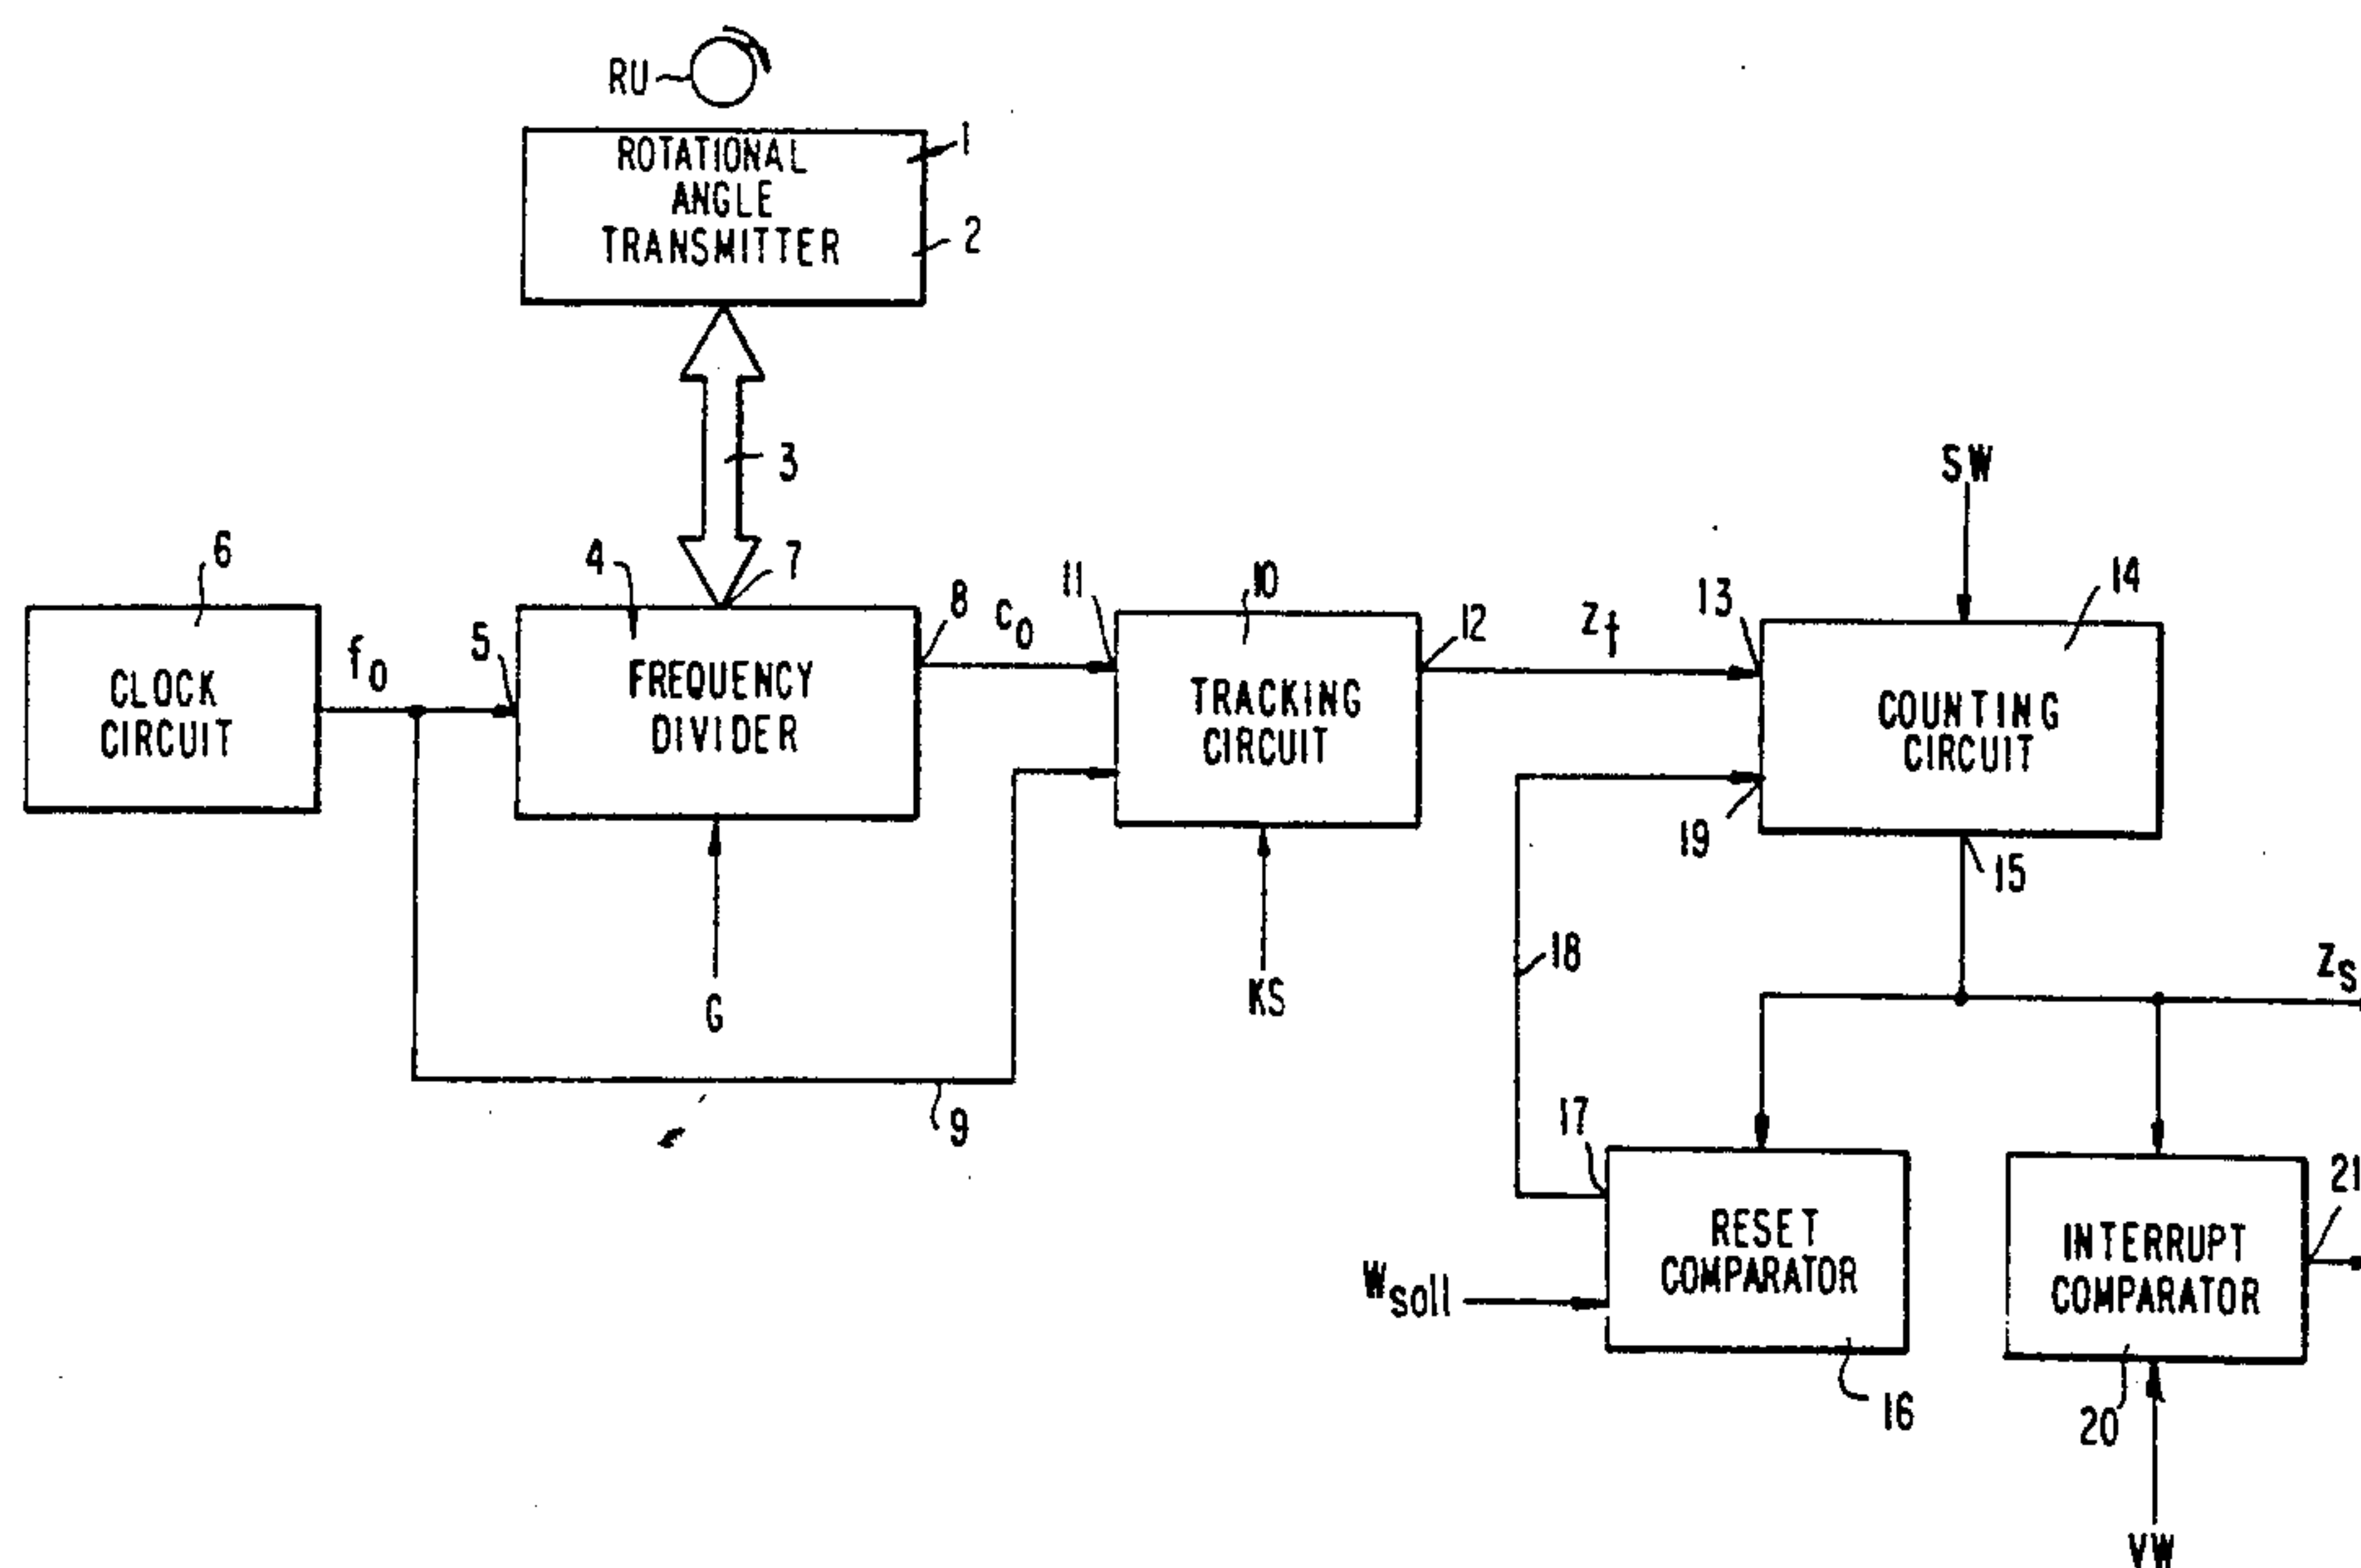 RU
1
ROTATIONAL
ANGLE
TRANSMITTER
2
3
SW
6
4
7
8
c0
11
10
12
zf
13
14
f0
5
CLOCK
CIRCUIT
FREQUENCY
DIVIDER
TRACKING
CIRCUIT
COUNTING
CIRCUIT
19
15
18
zs
G
KS
9
17
21
RESET
COMPARATOR
INTERRUPT
COMPARATOR
Wsoll
16
20
VW